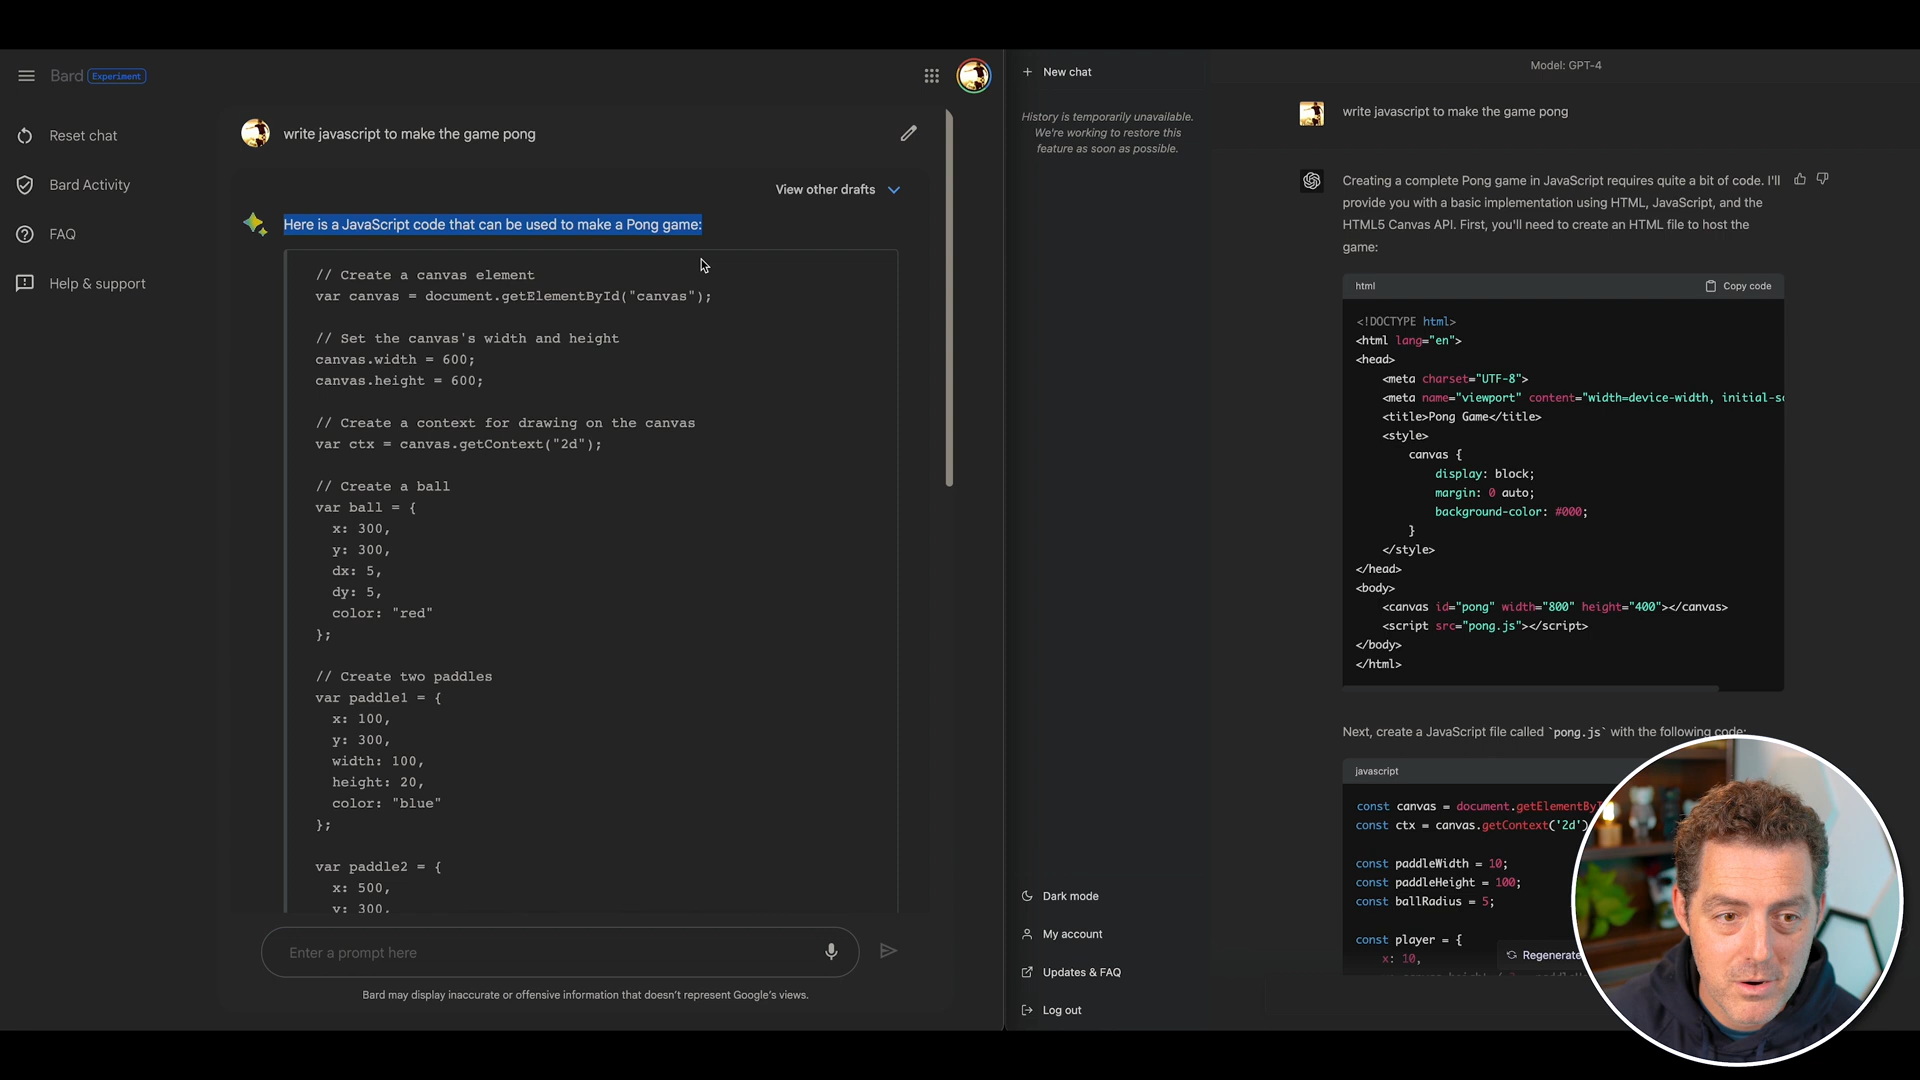 Bard Experiment
Reset chat
Bard Activity
FAQ
Help & support
write javascript to make the game pong
View other drafts
Here is a JavaScript code that can be used to make a Pong game:
// Create a canvas element
var canvas = document.getElementById("canvas");
// Set the canvas's width and height
canvas.width = 600;
canvas.height = 600;
// Create a context for drawing on the canvas
var ctx = canvas.getContext("2d");
// Create a ball
var ball = {
x: 300,
y: 300,
dx: 5,
dy: 5,
color: "red"
};
// Create two paddles
var paddle1 = {
x: 100,
y: 300,
width: 100,
height: 20,
color: "blue"
};
var paddle2 = {
x: 500,
y: 300,
Enter a prompt here
Bard may display inaccurate or offensive information that doesn't represent Google's views.
New chat
History is temporarily unavailable.
We're working to restore this
feature as soon as possible.
Dark mode
My account
Updates & FAQ
Log out
Model: GPT-4
write javascript to make the game pong
Creating a complete Pong game in JavaScript requires quite a bit of code. I'll
provide you with a basic implementation using HTML, JavaScript, and the
HTML5 Canvas API. First, you'll need to create an HTML file to host the
game:
html Copy code
<!DOCTYPE html>
<html lang="en">
<head>
<meta charset="UTF-8">
<meta name="viewport" content="width=device-width, initial-s
<title>Pong Game</title>
<style>
canvas {
display: block;
margin: 0 auto;
background-color: #000;
}
</style>
</head>
<body>
<canvas id="pong" width="800" height="400"></canvas>
<script src="pong.js"></script>
</body>
</html>
Next, create a JavaScript file called `pong.js` with the following code:
javascript
const canvas = document.getElementBy
const ctx = canvas.getContext('2d')
const paddleWidth = 10;
const paddleHeight = 100;
const ballRadius = 5;
const player = {
x: 10,
Regenerate